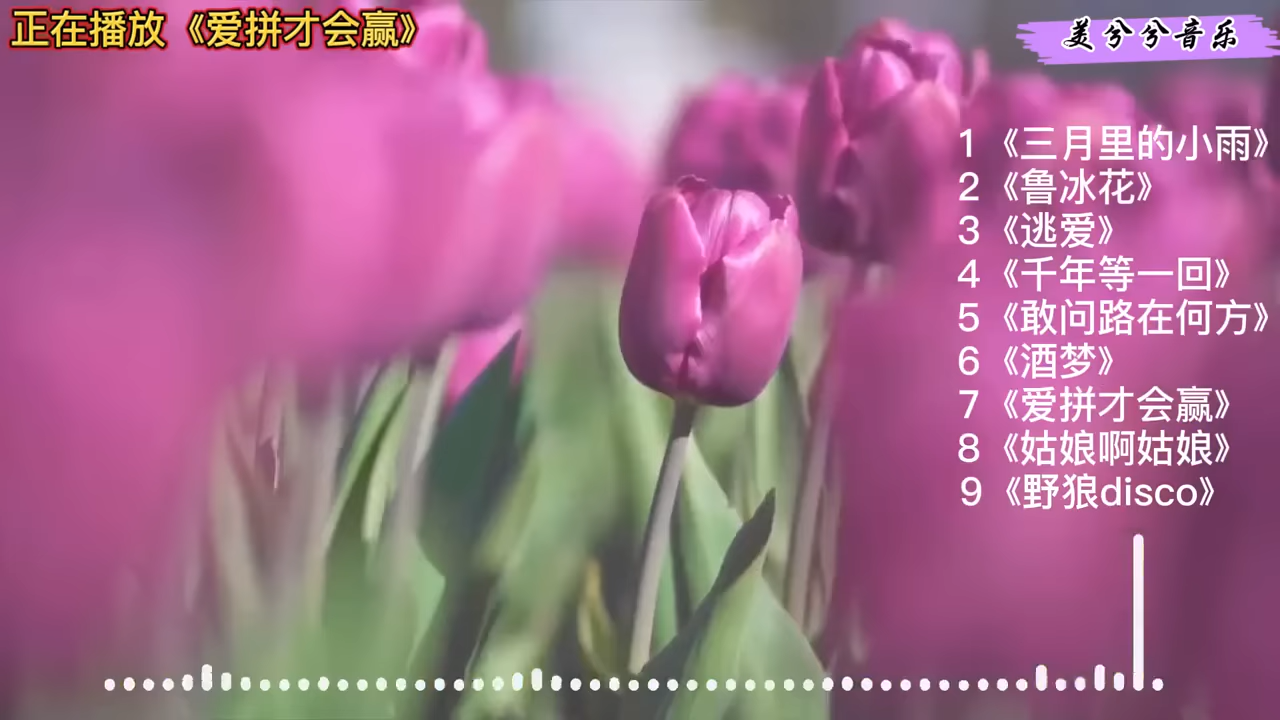 正在播放《爱拼才会赢》
美兮兮音乐
1《三月里的小雨》
2《鲁冰花》
3《逃爱》
4《千年等一回》
5《敢问路在何方》
6《酒梦》
7《爱拼才会赢》
8《姑娘啊姑娘》
9《野狼disco》